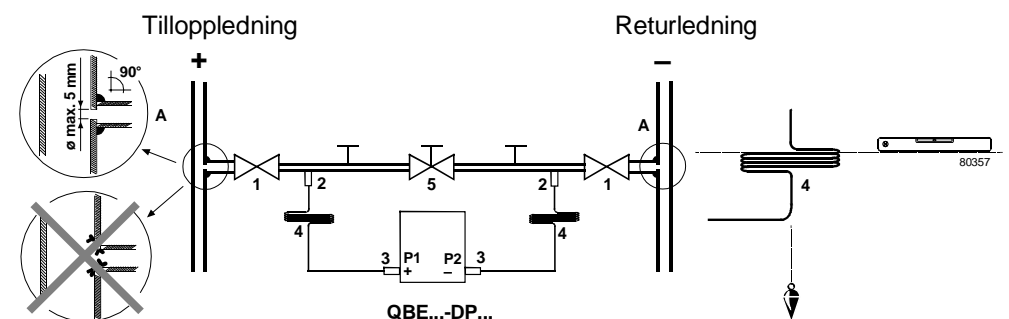 Tilloppledning Returledning
+ –
90°
ø max. 5 mm
A A
80357
1 2 5 2 1 4
4 4
3 P1 P2 3
+ –
QBE...-DP...